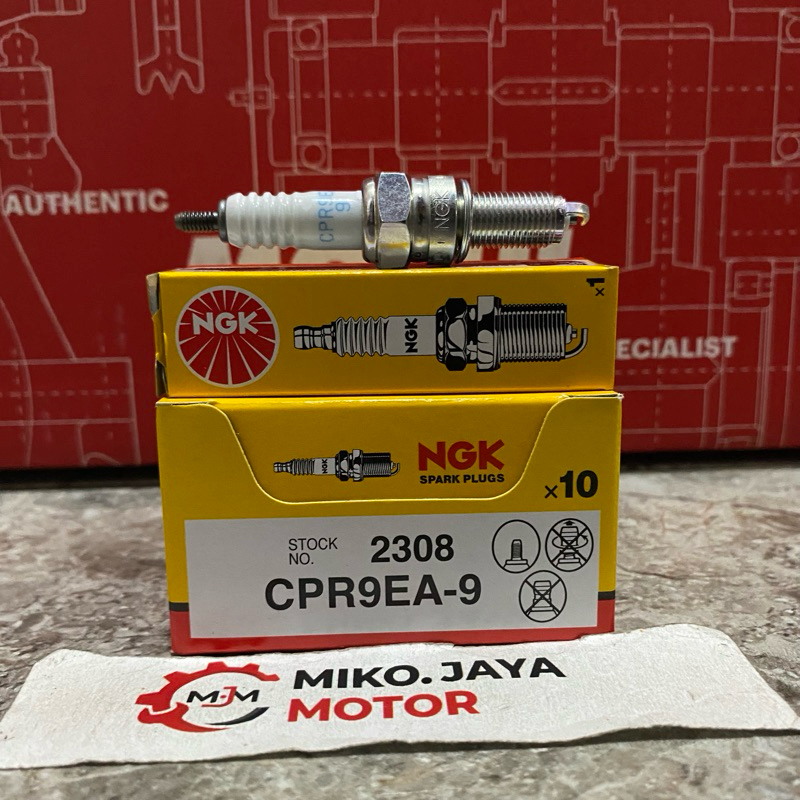 AUTHENTIC
CPR9E
9
NGK
NGK
NGK
×1
ECIALIST
NGK
NGK
SPARK PLUGS
×10
STOCK
NO.
2308
CPR9EA-9
MJM
MIKO.JAYA
MOTOR